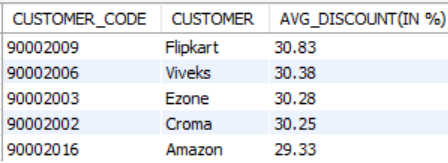 CUSTOMER_CODE CUSTOMER AVG_DISCOUNT(IN %)
90002009 Flipkart 30.83
90002006 Viveks 30.38
90002003 Ezone 30.28
90002002 Croma 30.25
90002016 Amazon 29.33